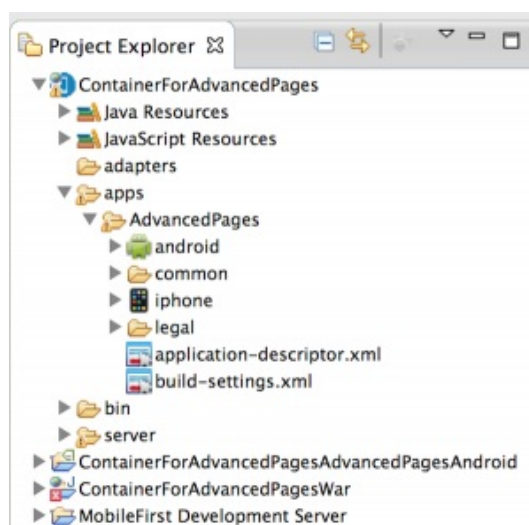 Project Explorer
ContainerForAdvancedPages
Java Resources
JavaScript Resources
adapters
apps
AdvancedPages
android
common
iphone
legal
application-descriptor.xml
build-settings.xml
bin
server
ContainerForAdvancedPagesAdvancedPagesAndroid
ContainerForAdvancedPagesWar
MobileFirst Development Server